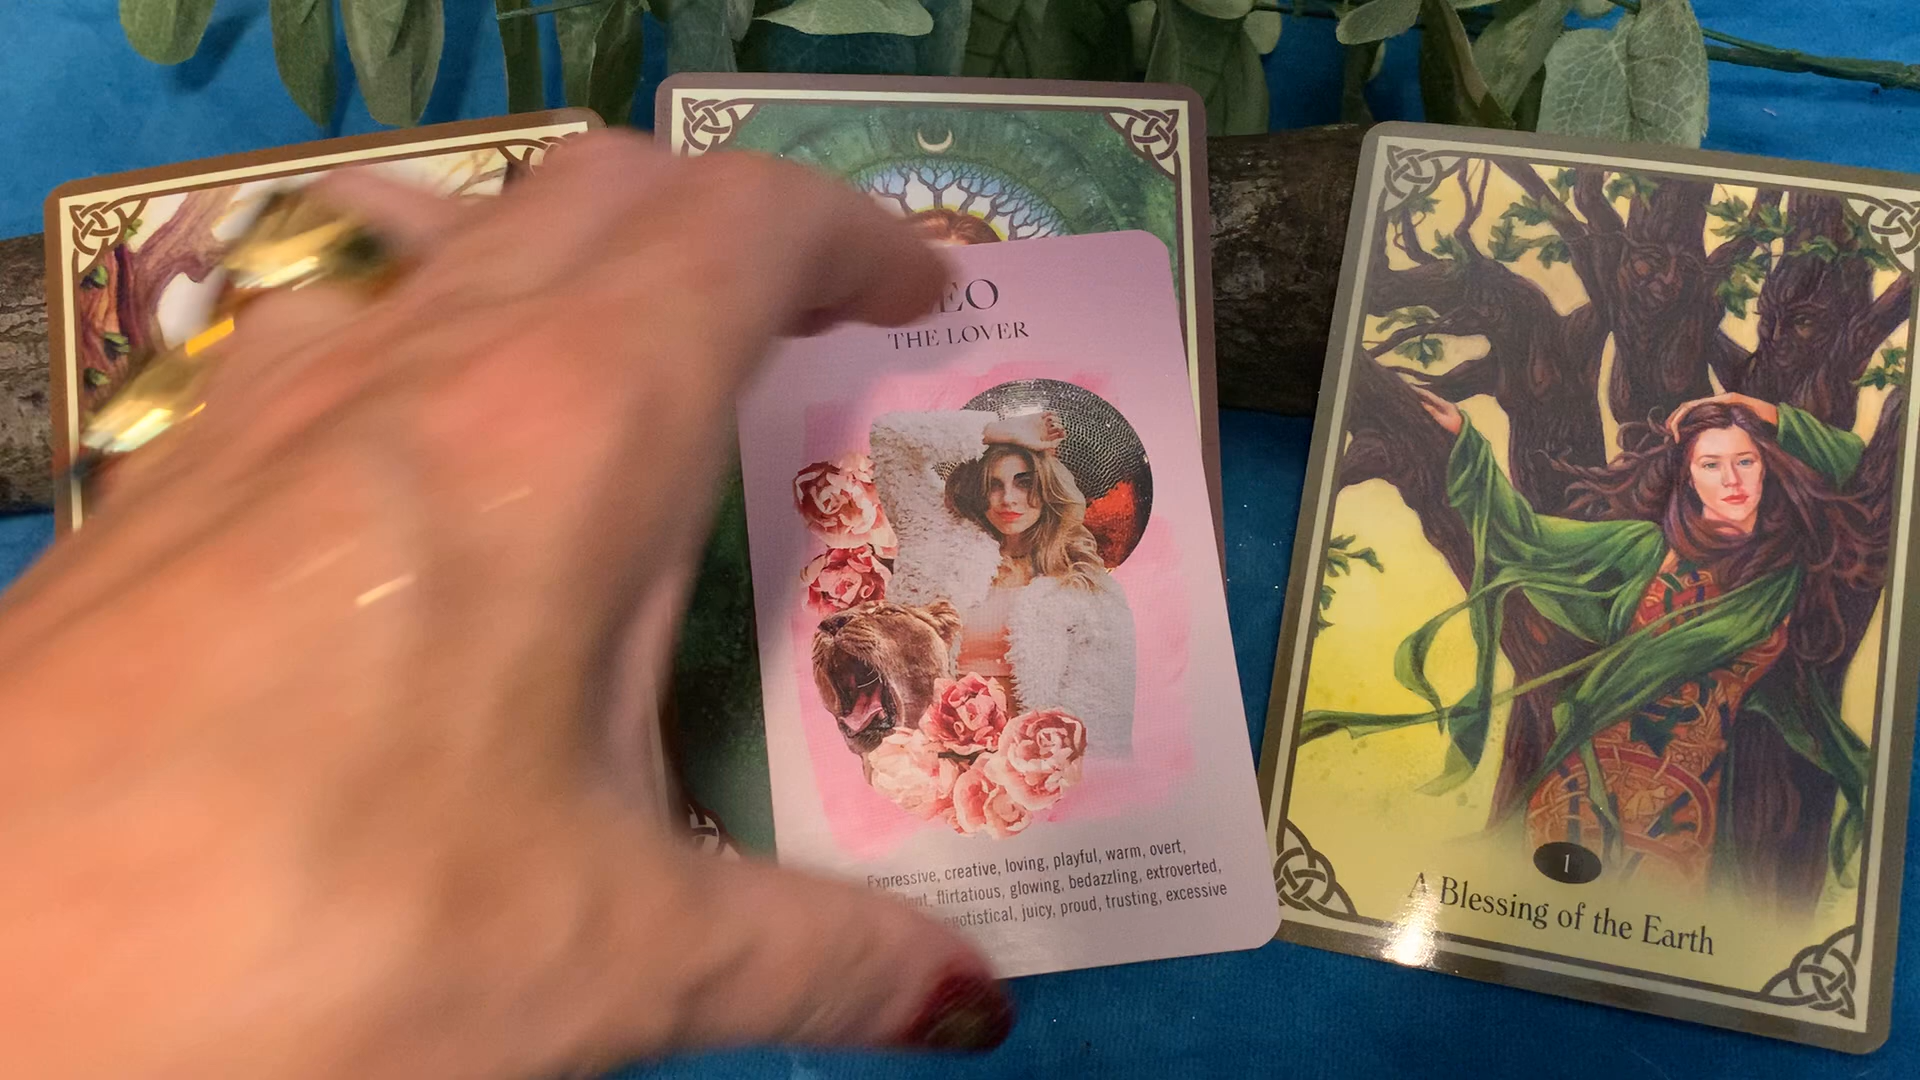 EO
THE LOVER
Expressive, creative, loving, playful, warm, overt,
flirtatious, glowing, bedazzling, extroverted,
egotistical, juicy, proud, trusting, excessive
1
A Blessing of the Earth